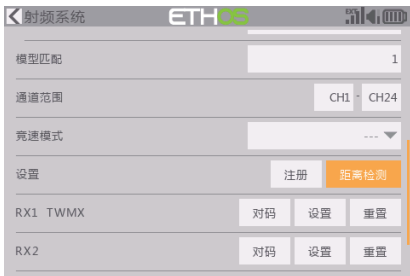 射频系统 ETHOS
模型匹配 1
通道范围 CH1 - CH24
竞速模式 ---
设置 注册 距离检测
RX1 TWMX 对码 设置 重置
RX2 对码 设置 重置